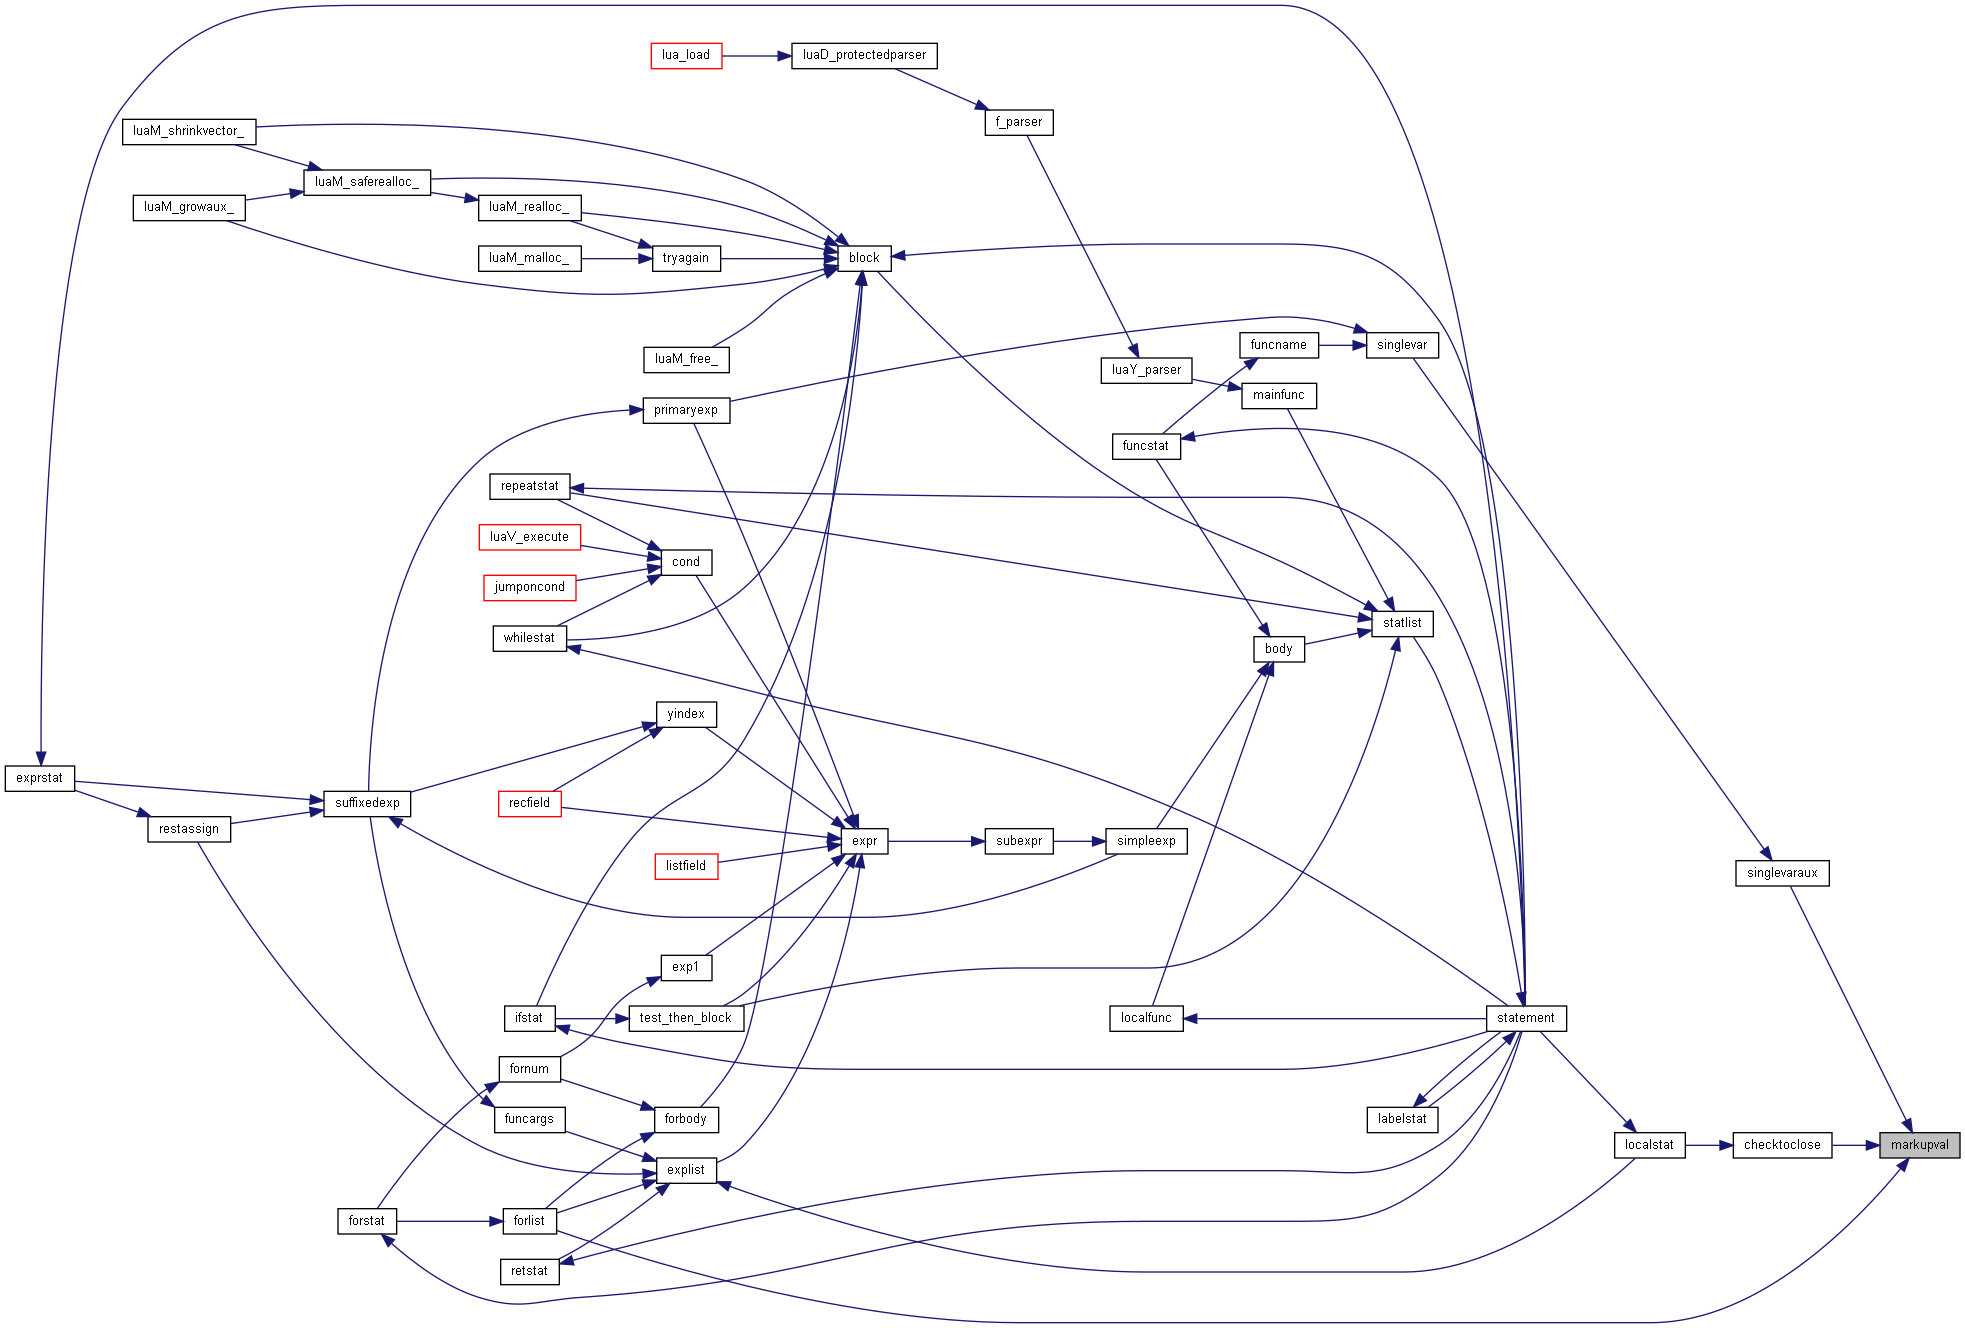 lua_load
luaD_protectedparser
f_parser
luaM_shrinkvector_
luaM_saferealloc_
luaM_growaux_
luaM_realloc_
luaM_malloc_
tryagain
block
luaM_free_
funcname
singlevar
luaY_parser
mainfunc
primaryexp
funcstat
repeatstat
luaV_execute
cond
jumponcond
statlist
whilestat
body
yindex
exprstat
suffixedexp
recfield
restassign
expr
subexpr
simpleexp
listfield
singlevaraux
exp1
ifstat
test_then_block
localfunc
statement
fornum
funcargs
forbody
labelstat
explist
localstat
checktoclose
markupval
forstat
forlist
retstat